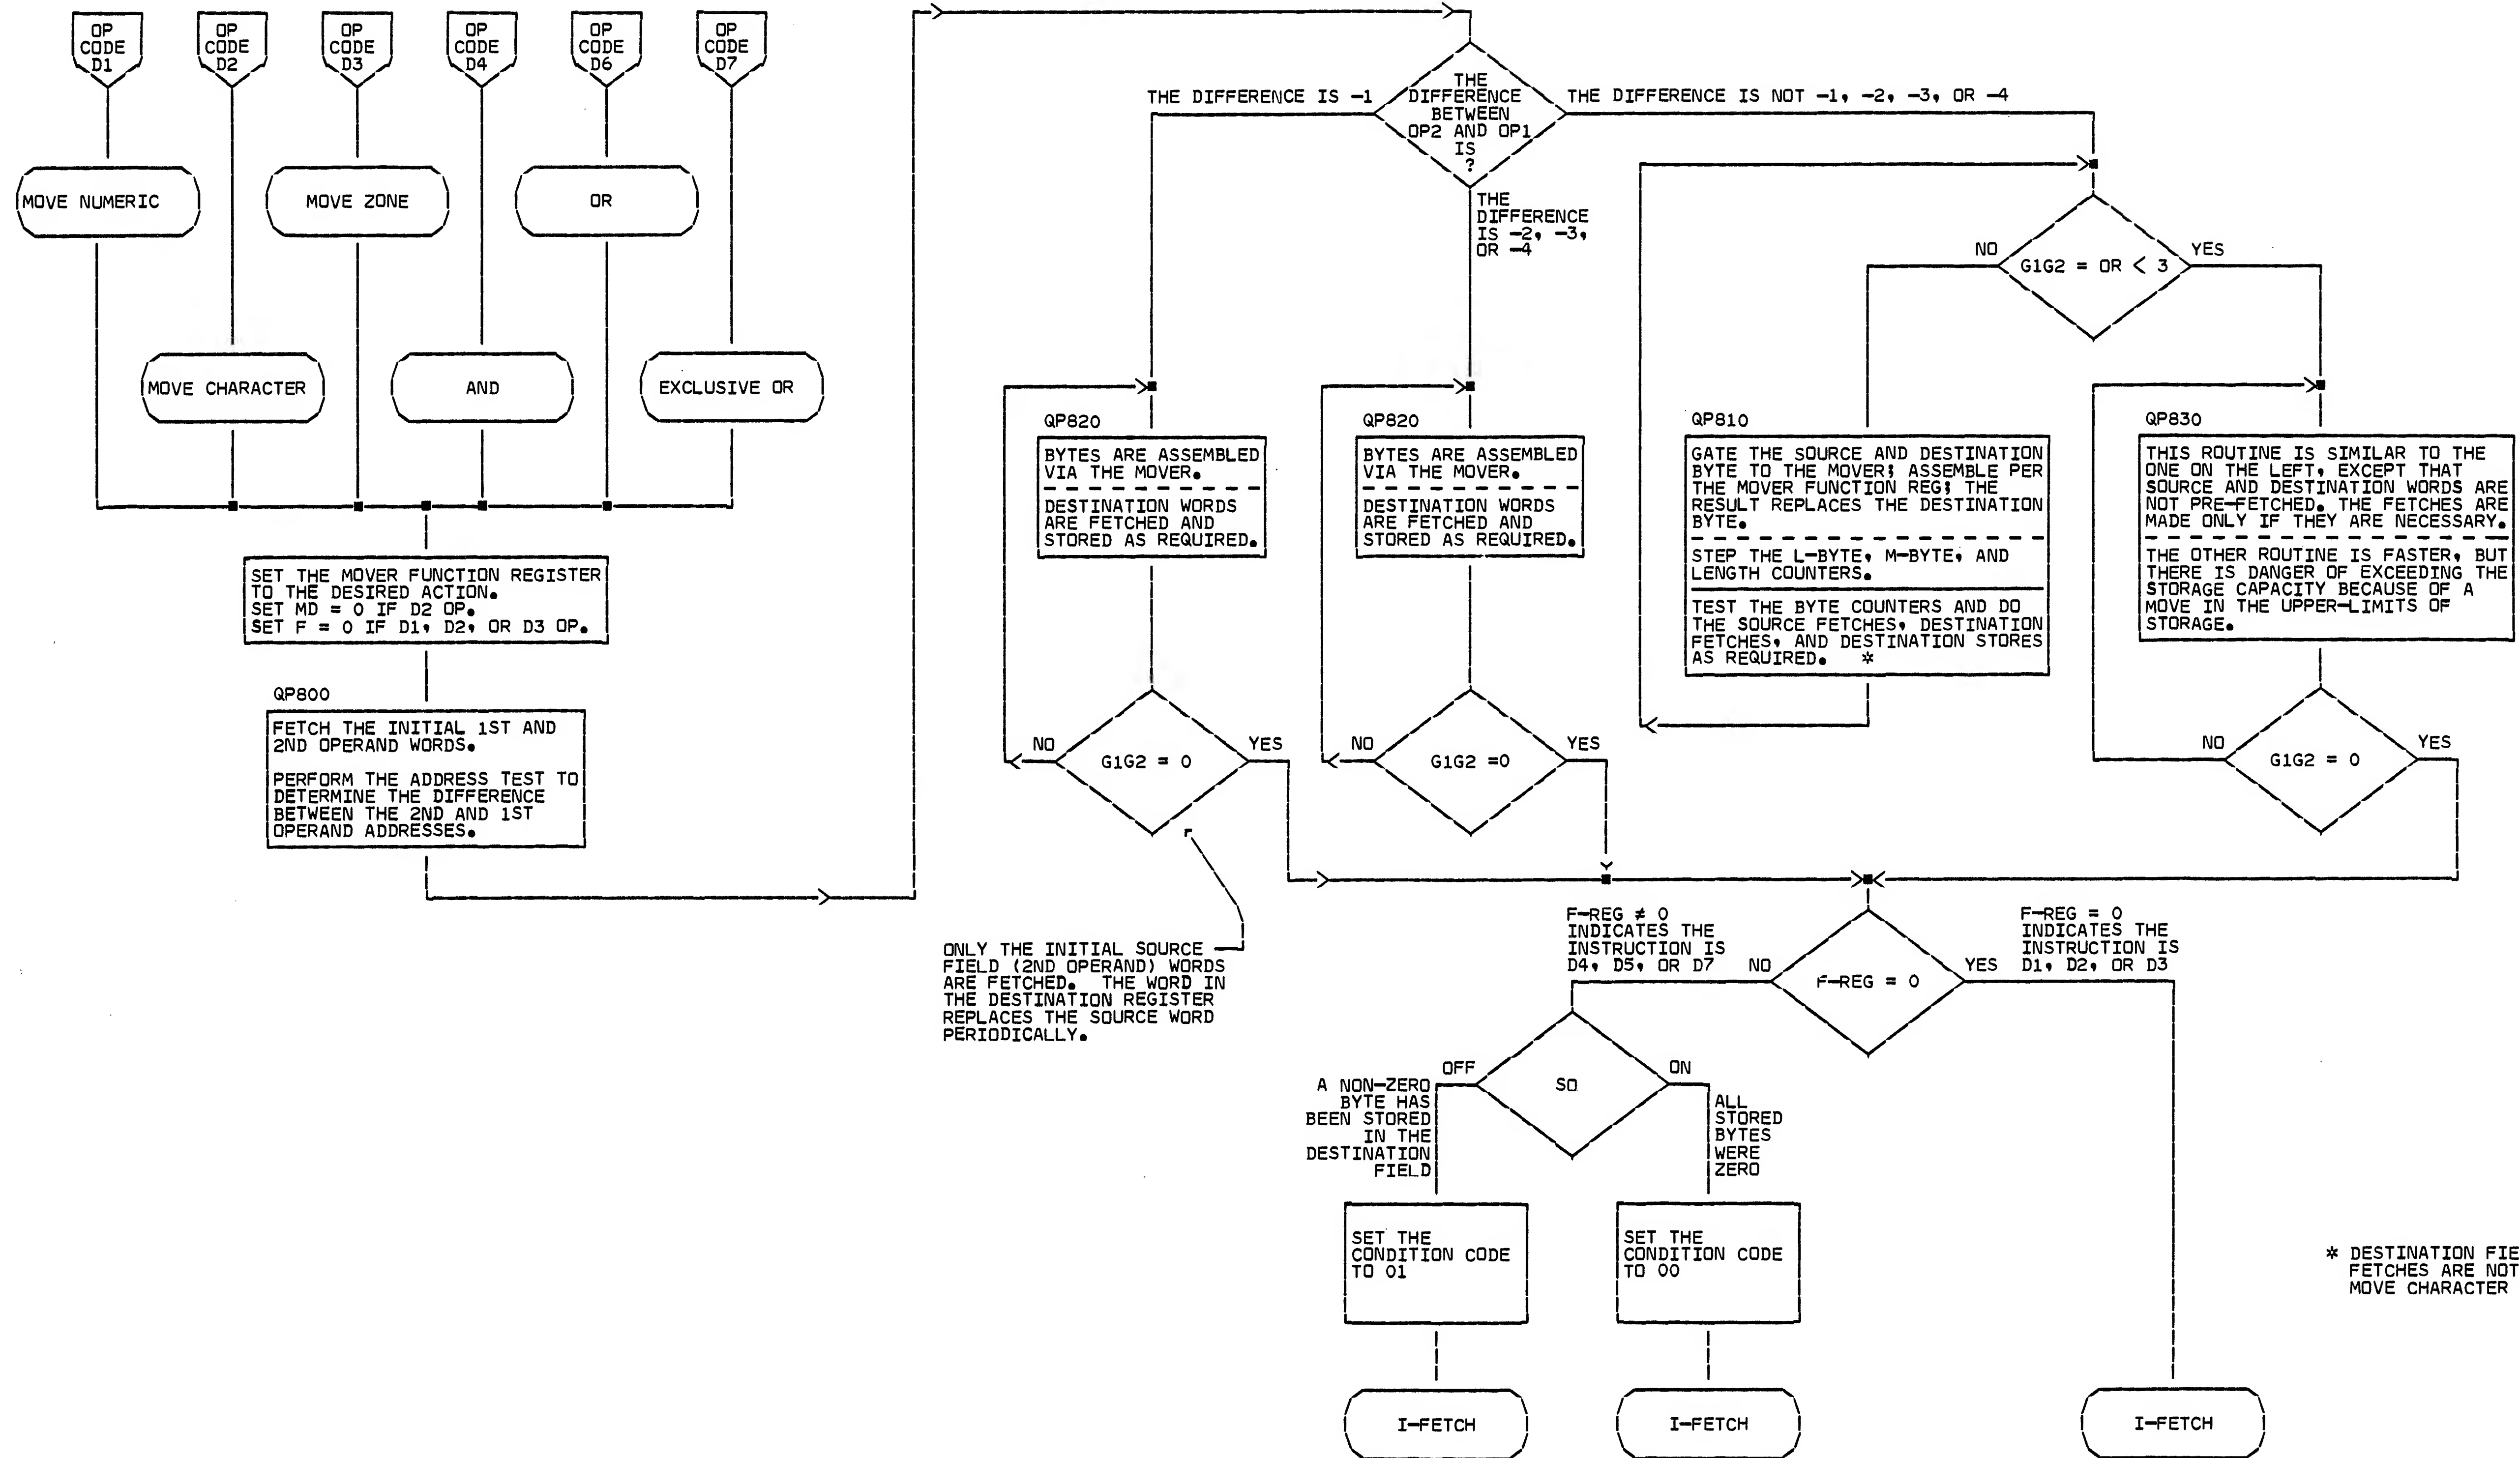 OP
CODE
D1
OP
CODE
D2
OP
CODE
D3
OP
CODE
D4
OP
CODE
D6
OP
CODE
D7
MOVE NUMERIC
MOVE ZONE
OR
MOVE CHARACTER
AND
EXCLUSIVE OR
SET THE MOVER FUNCTION REGISTER
TO THE DESIRED ACTION.
SET MD = 0 IF D2 OP.
SET F = 0 IF D1, D2, OR D3 OP.
QP800
FETCH THE INITIAL 1ST AND
2ND OPERAND WORDS.
PERFORM THE ADDRESS TEST TO
DETERMINE THE DIFFERENCE
BETWEEN THE 2ND AND 1ST
OPERAND ADDRESSES.
THE
DIFFERENCE
BETWEEN
OP2 AND OP1
IS
?
THE DIFFERENCE IS -1
THE DIFFERENCE IS NOT -1, -2, -3, OR -4
THE
DIFFERENCE
IS -2, -3,
OR -4
NO
G1G2 = OR < 3
YES
QP820
BYTES ARE ASSEMBLED
VIA THE MOVER.
DESTINATION WORDS
ARE FETCHED AND
STORED AS REQUIRED.
QP820
BYTES ARE ASSEMBLED
VIA THE MOVER.
DESTINATION WORDS
ARE FETCHED AND
STORED AS REQUIRED.
QP810
GATE THE SOURCE AND DESTINATION
BYTE TO THE MOVER; ASSEMBLE PER
THE MOVER FUNCTION REG; THE
RESULT REPLACES THE DESTINATION
BYTE.
STEP THE L-BYTE, M-BYTE, AND
LENGTH COUNTERS.
TEST THE BYTE COUNTERS AND DO
THE SOURCE FETCHES, DESTINATION
FETCHES, AND DESTINATION STORES
AS REQUIRED. *
QP830
THIS ROUTINE IS SIMILAR TO THE
ONE ON THE LEFT, EXCEPT THAT
SOURCE AND DESTINATION WORDS ARE
NOT PRE-FETCHED. THE FETCHES ARE
MADE ONLY IF THEY ARE NECESSARY.
THE OTHER ROUTINE IS FASTER, BUT
THERE IS DANGER OF EXCEEDING THE
STORAGE CAPACITY BECAUSE OF A
MOVE IN THE UPPER-LIMITS OF
STORAGE.
NO
G1G2 = 0
YES
NO
G1G2 =0
YES
NO
G1G2 = 0
YES
ONLY THE INITIAL SOURCE
FIELD (2ND OPERAND) WORDS
ARE FETCHED. THE WORD IN
THE DESTINATION REGISTER
REPLACES THE SOURCE WORD
PERIODICALLY.
F-REG ≠ 0
INDICATES THE
INSTRUCTION IS
D4, D5, OR D7
NO
F-REG = 0
YES
F-REG = 0
INDICATES THE
INSTRUCTION IS
D1, D2, OR D3
OFF
S0
ON
A NON-ZERO
BYTE HAS
BEEN STORED
IN THE
DESTINATION
FIELD
ALL
STORED
BYTES
WERE
ZERO
SET THE
CONDITION CODE
TO 01
SET THE
CONDITION CODE
TO 00
* DESTINATION FIE
FETCHES ARE NOT
MOVE CHARACTER
I-FETCH
I-FETCH
I-FETCH